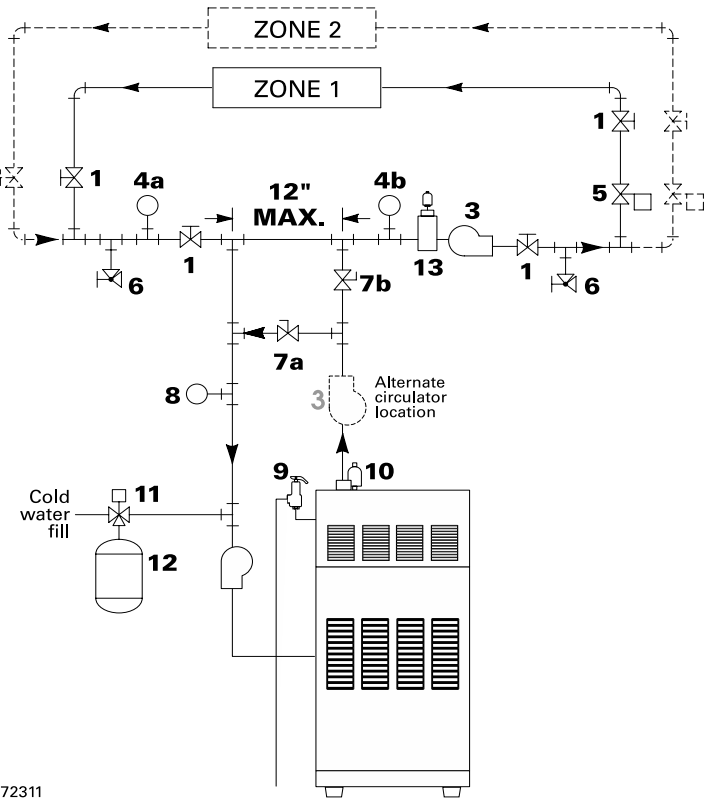 ZONE 2
ZONE 1
1
1
4a
12"
MAX.
4b
3
5
6
1
7b
13
1
6
7a
8
3
Alternate
circulator
location
9
10
11
Cold
water
fill
12
72311